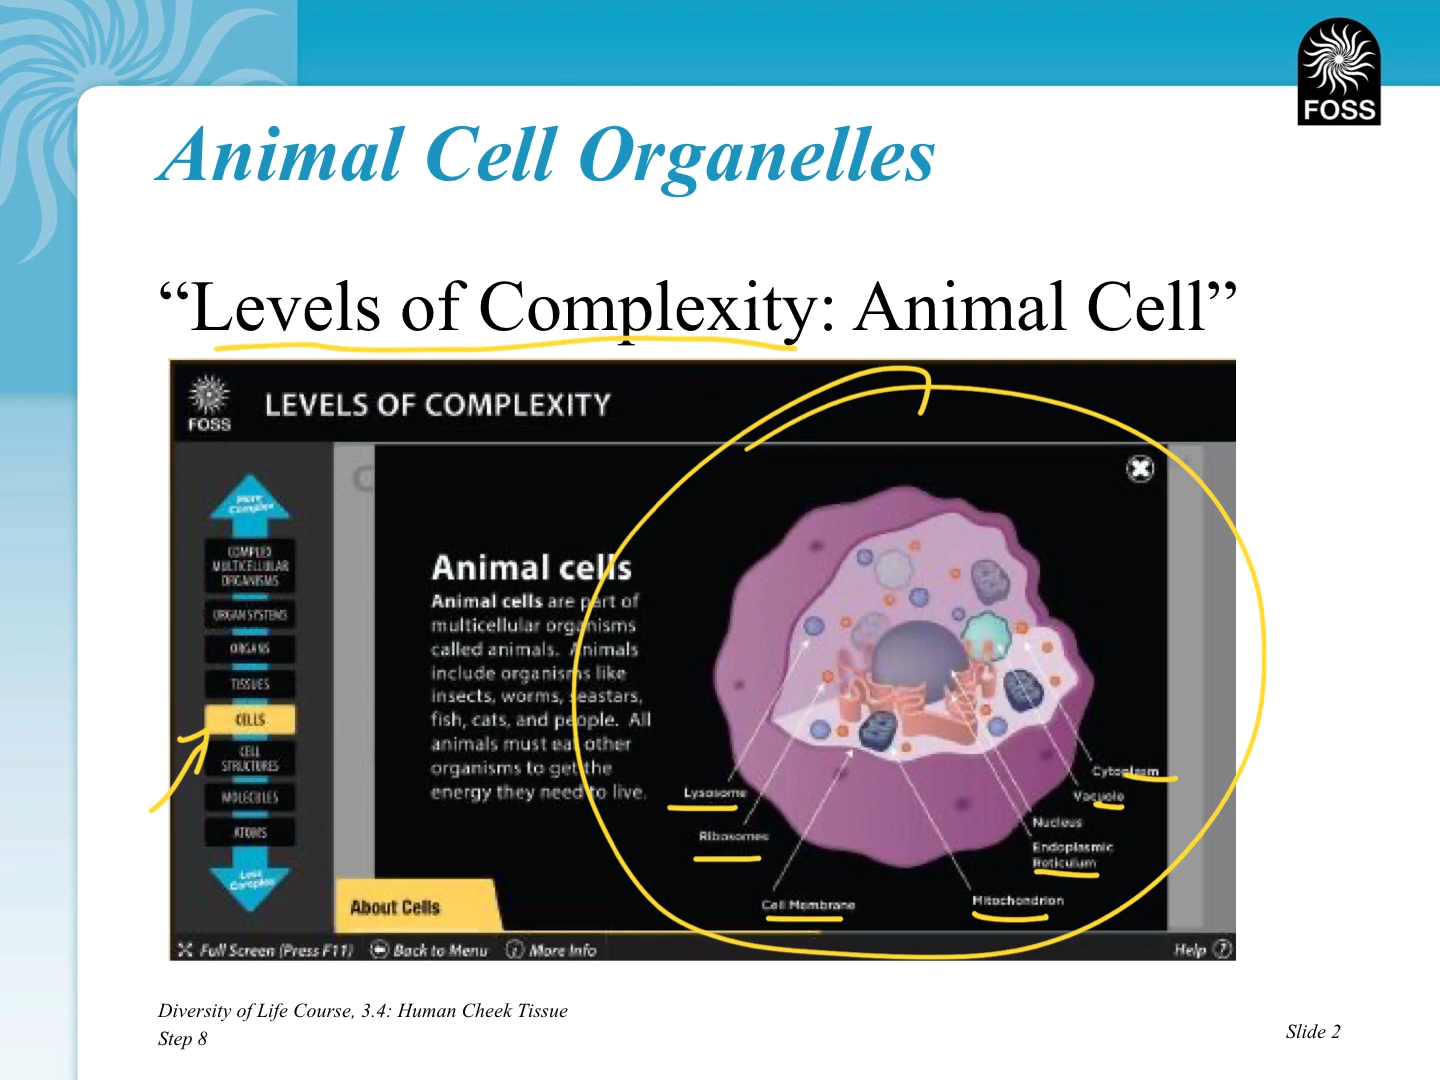 FOSS
Animal Cell Organelles
“Levels of Complexity: Animal Cell”
FOSS
LEVELS OF COMPLEXITY
More
Complex
COMPLEX
MULTICELLULAR
ORGANISMS
ORGAN SYSTEMS
ORGANS
TISSUES
CELLS
CELL
STRUCTURES
MOLECULES
ATOMS
Less
Complex
C
Animal cells
Animal cells are part of
multicellular organisms
called animals. Animals
include organisms like
insects, worms, seastars,
fish, cats, and people. All
animals must eat other
organisms to get the
energy they need to live.
Lysosome
Ribosomes
Cell Membrane
Cytoplasm
Vacuole
Nucleus
Endoplasmic
Reticulum
Mitochondrion
About Cells
Full Screen (Press F11)
Back to Menu
More Info
Help ?
Diversity of Life Course, 3.4: Human Cheek Tissue
Step 8
Slide 2